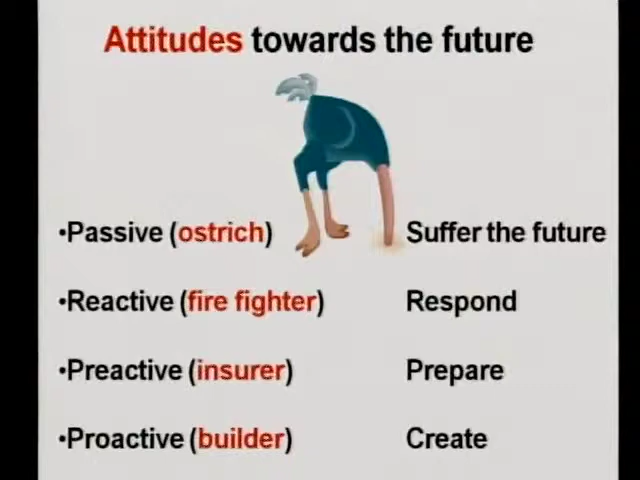 Attitudes towards the future
•Passive (ostrich) Suffer the future
•Reactive (fire fighter) Respond
•Preactive (insurer) Prepare
•Proactive (builder) Create